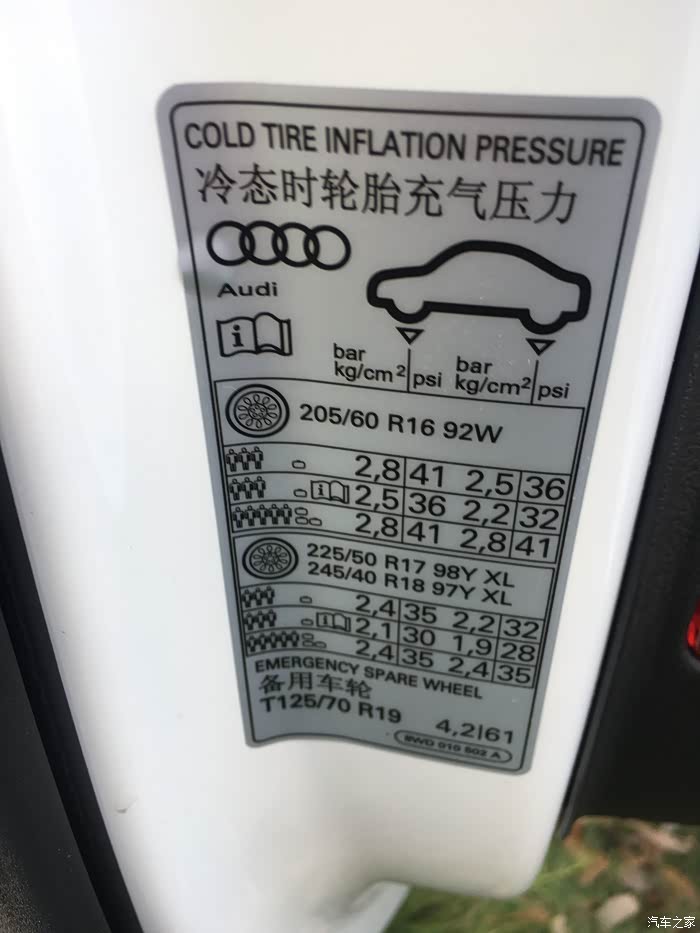 COLD TIRE INFLATION PRESSURE
冷态时轮胎充气压力
Audi
i
bar
kg/cm² psi bar
kg/cm² psi
205/60 R16 92W
2,8 41 2,5 36
i 2,5 36 2,2 32
2,8 41 2,8 41
225/50 R17 98Y XL
245/40 R18 97Y XL
2,4 35 2,2 32
i 2,1 30 1,9 28
2,4 35 2,4 35
EMERGENCY SPARE WHEEL
备用车轮
T125/70 R19 4,2|61
8WD 010 502 A
汽车之家